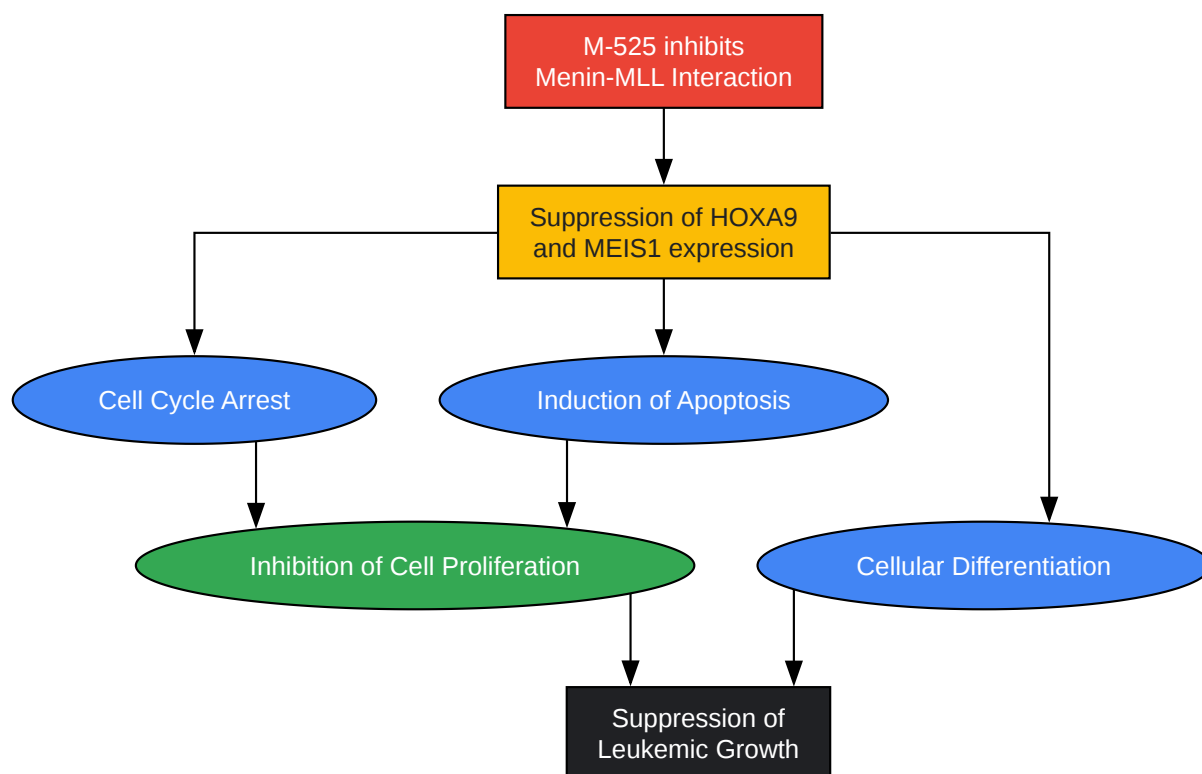 M-525 inhibits
Menin-MLL Interaction
Suppression of HOXA9
and MEIS1 expression
Cell Cycle Arrest
Induction of Apoptosis
Inhibition of Cell Proliferation
Cellular Differentiation
Suppression of
Leukemic Growth